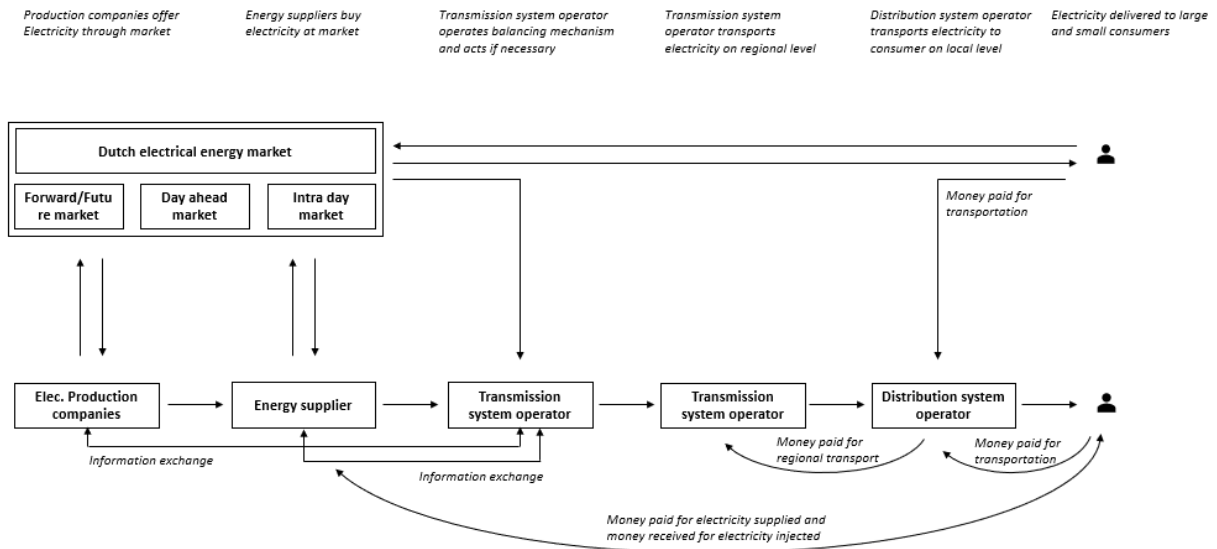 Production companies offer
Electricity through market
Energy suppliers buy
electricity at market
Transmission system operator
operates balancing mechanism
and acts if necessary
Transmission system
operator transports
electricity on regional level
Distribution system operator
transports electricity to
consumer on local level
Electricity delivered to large
and small consumers
Dutch electrical energy market
Forward/Futu
re market
Day ahead
market
Intra day
market
Money paid for
transportation
Elec. Production
companies
Energy supplier
Transmission
system operator
Transmission
system operator
Distribution system
operator
Information exchange
Information exchange
Money paid for
regional transport
Money paid for
transportation
Money paid for electricity supplied and
money received for electricity injected